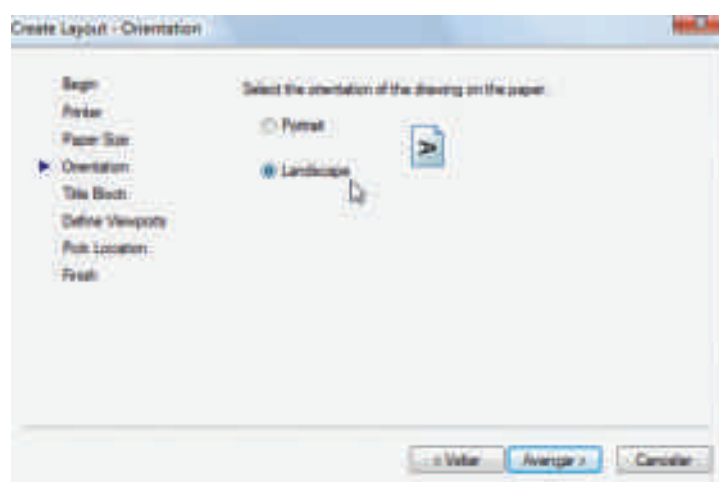 Create Layout - Orientation
Begin
Printer
Paper Size
Orientation
Title Block
Define Viewports
Pick Location
Finish
Select the orientation of the drawing on the paper.
Portrait
Landscape
A
< Voltar
Avançar >
Cancelar